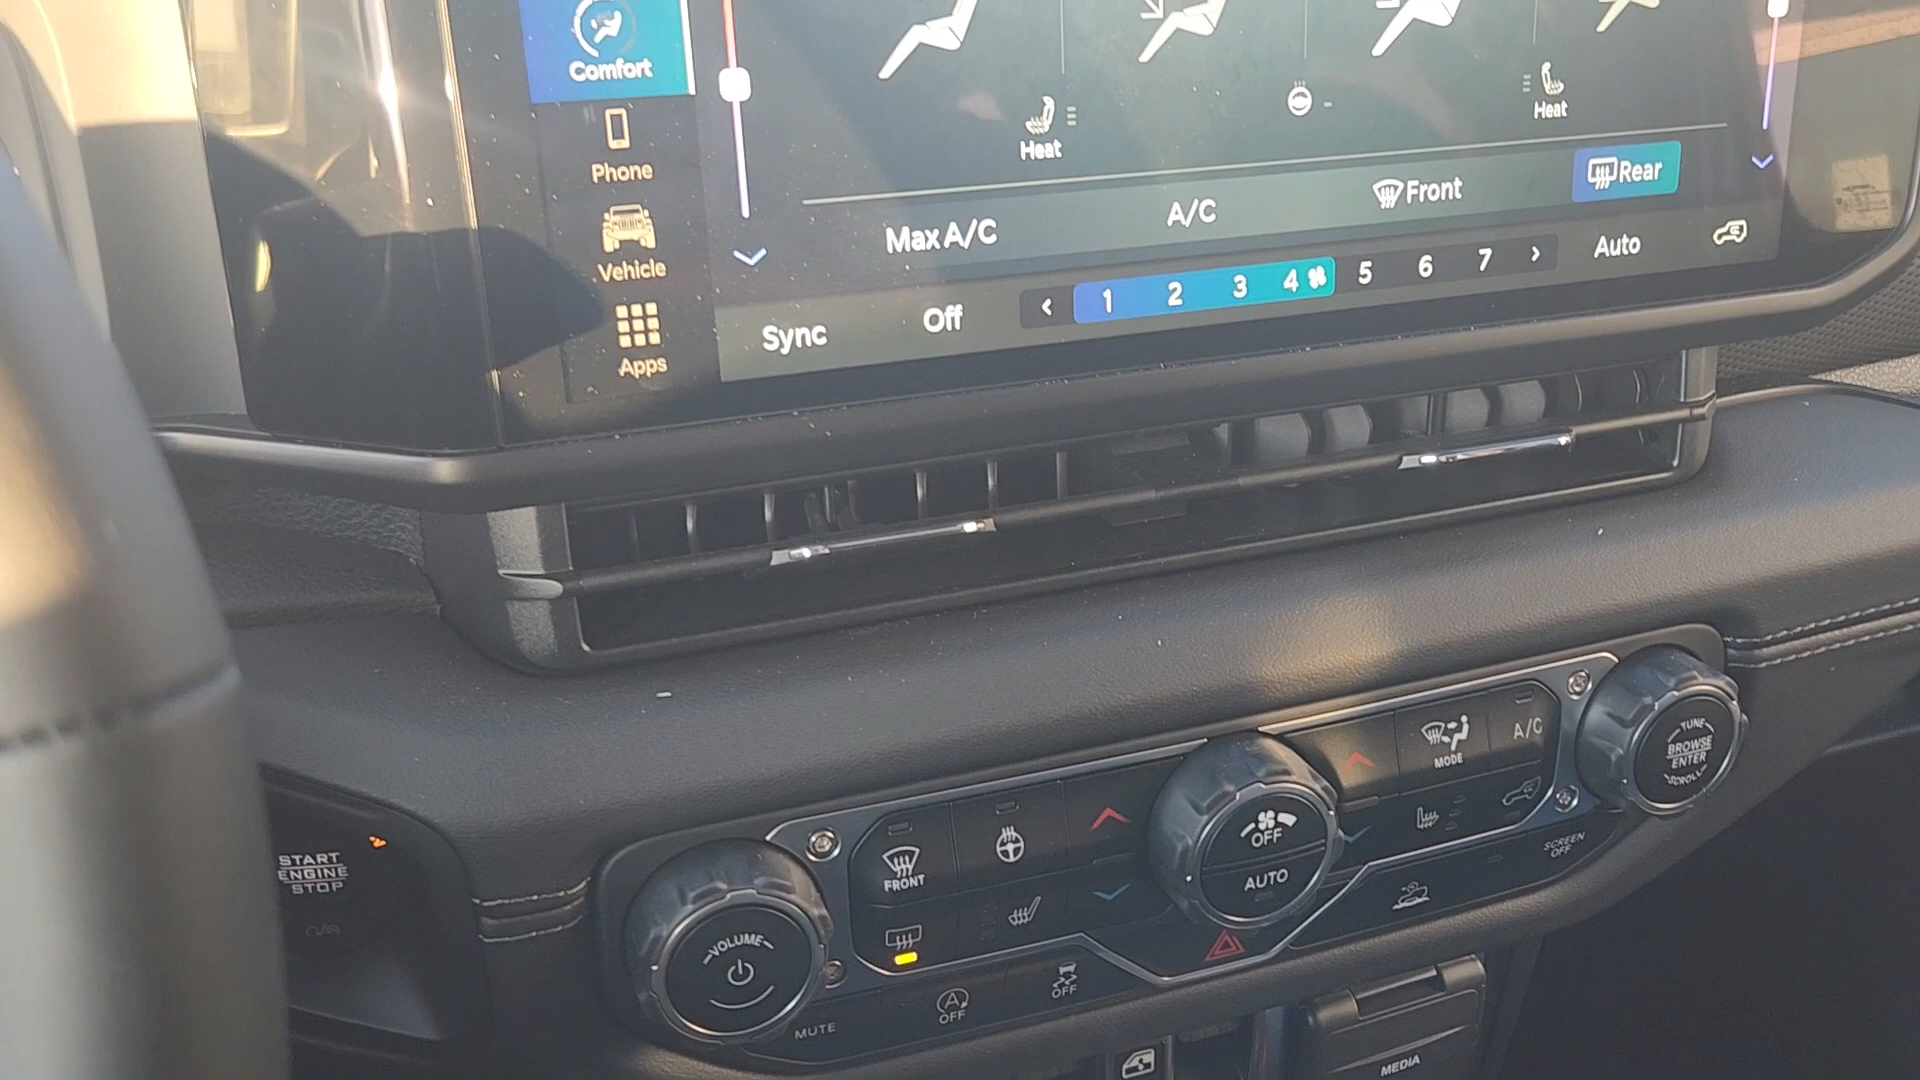 Comfort
Phone
Vehicle
Apps
Heat
Heat
Max A/C
A/C
Front
Rear
Sync
Off
< 1 2 3 4 5 6 7 >
Auto
START
ENGINE
STOP
VOLUME
MUTE
FRONT
A
OFF
OFF
OFF
AUTO
MODE
A/C
TUNE
BROWSE
ENTER
SCROLL
SCREEN
OFF
MEDIA